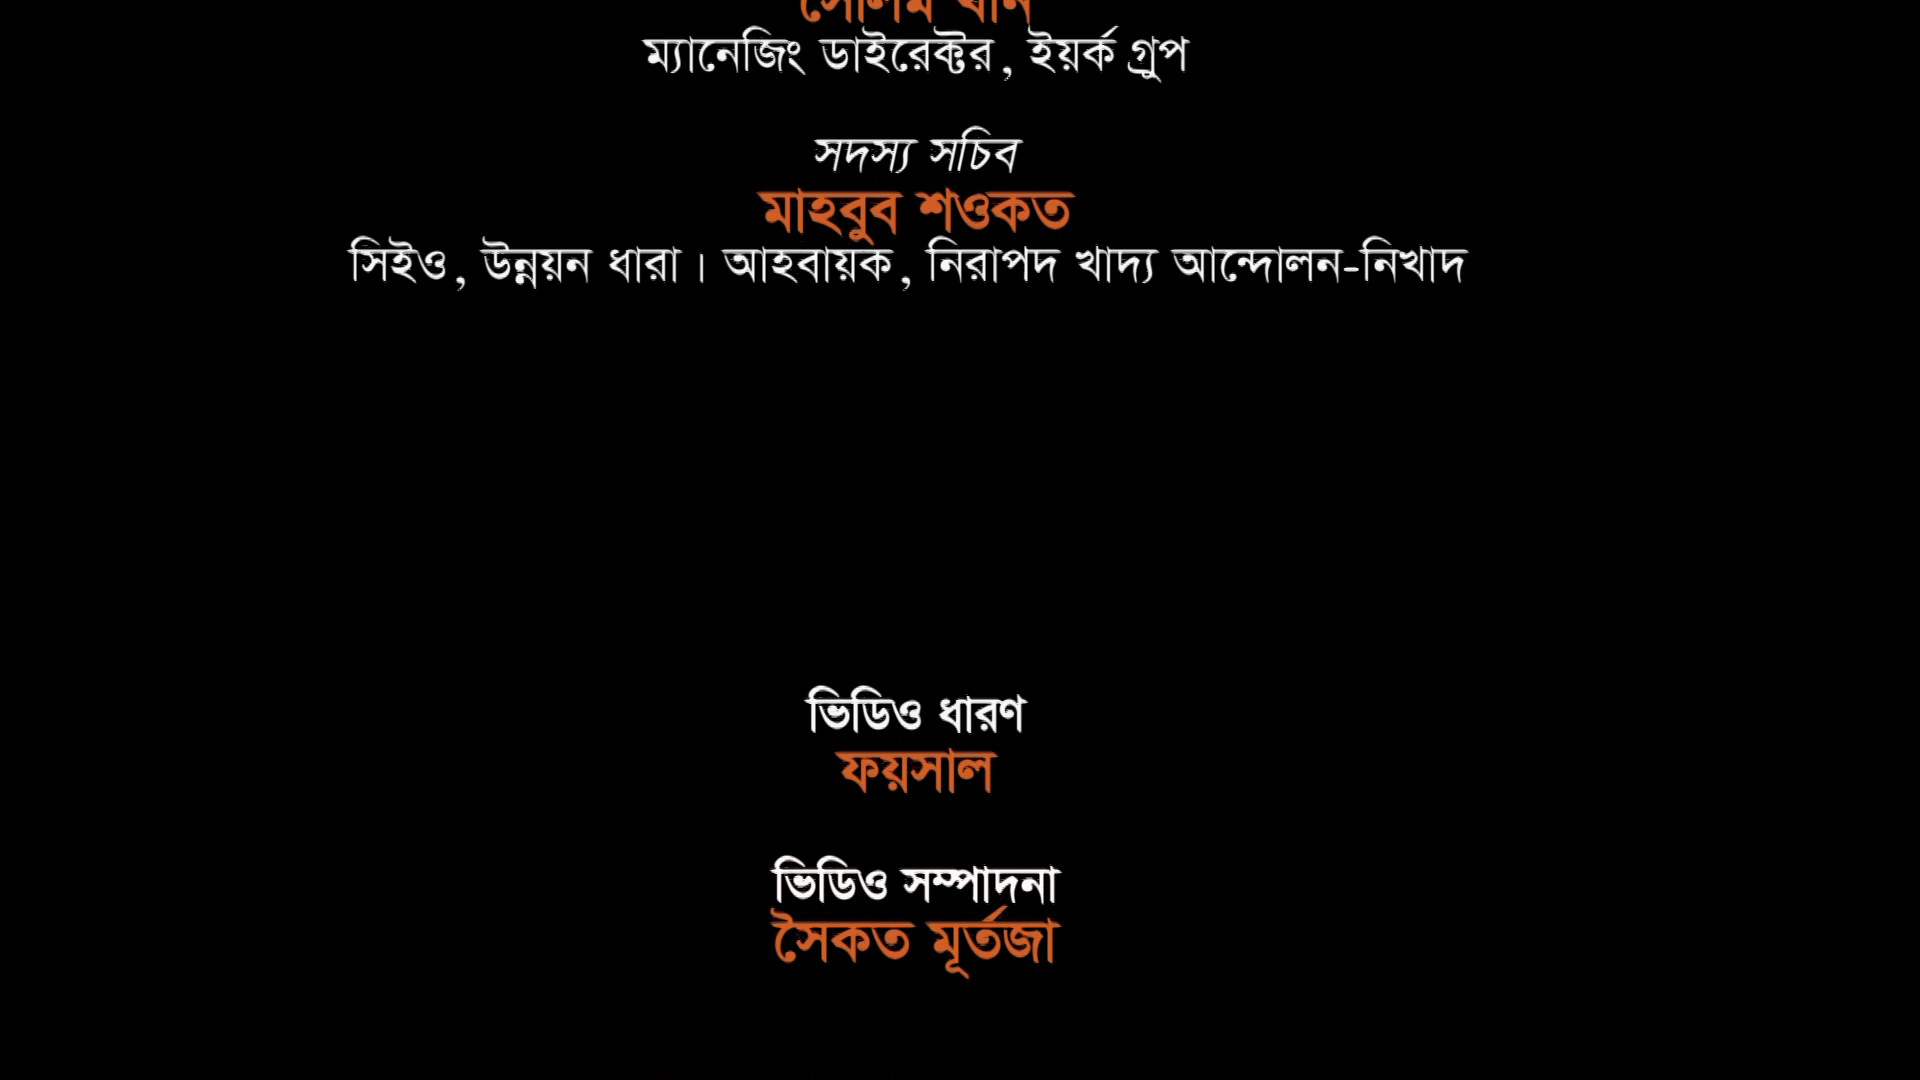 ম্যানেজিং ডাইরেক্টর, ইয়র্ক গ্রুপ
সদস্য সচিব
মাহবুব শওকত
সিইও, উন্নয়ন ধারা। আহবায়ক, নিরাপদ খাদ্য আন্দোলন-নিখাদ
ভিডিও ধারণ
ফয়সাল
ভিডিও সম্পাদনা
সৈকত মূর্তজা